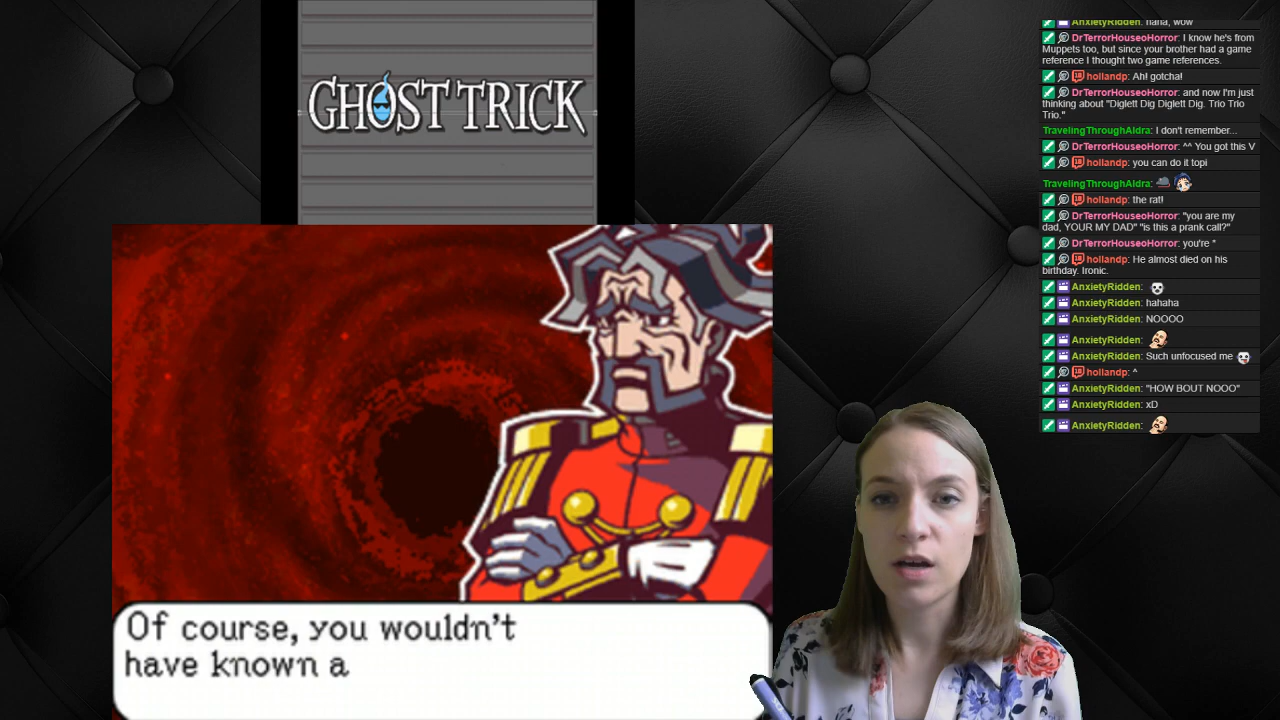 GHOST TRICK
Of course, you wouldn't
have known a
AnxietyRidden: haha, wow
DrTerrorHouseoHorror: I know he's from
Muppets too, but since your brother had a game
reference I thought two game references.
hollandp: Ah! gotcha!
DrTerrorHouseoHorror: and now I'm just
thinking about "Diglett Dig Diglett Dig. Trio Trio
Trio."
TravelingThroughAldra: I don't remember...
DrTerrorHouseoHorror: ^^ You got this V
hollandp: you can do it topi
TravelingThroughAldra:
hollandp: the rat!
DrTerrorHouseoHorror: "you are my
dad, YOUR MY DAD" "is this a prank call?"
DrTerrorHouseoHorror: you're *
hollandp: He almost died on his
birthday. Ironic.
AnxietyRidden:
AnxietyRidden: hahaha
AnxietyRidden: NOOOO
AnxietyRidden:
AnxietyRidden: Such unfocused me
hollandp: ^
AnxietyRidden: "HOW BOUT NOOO"
AnxietyRidden: xD
AnxietyRidden: